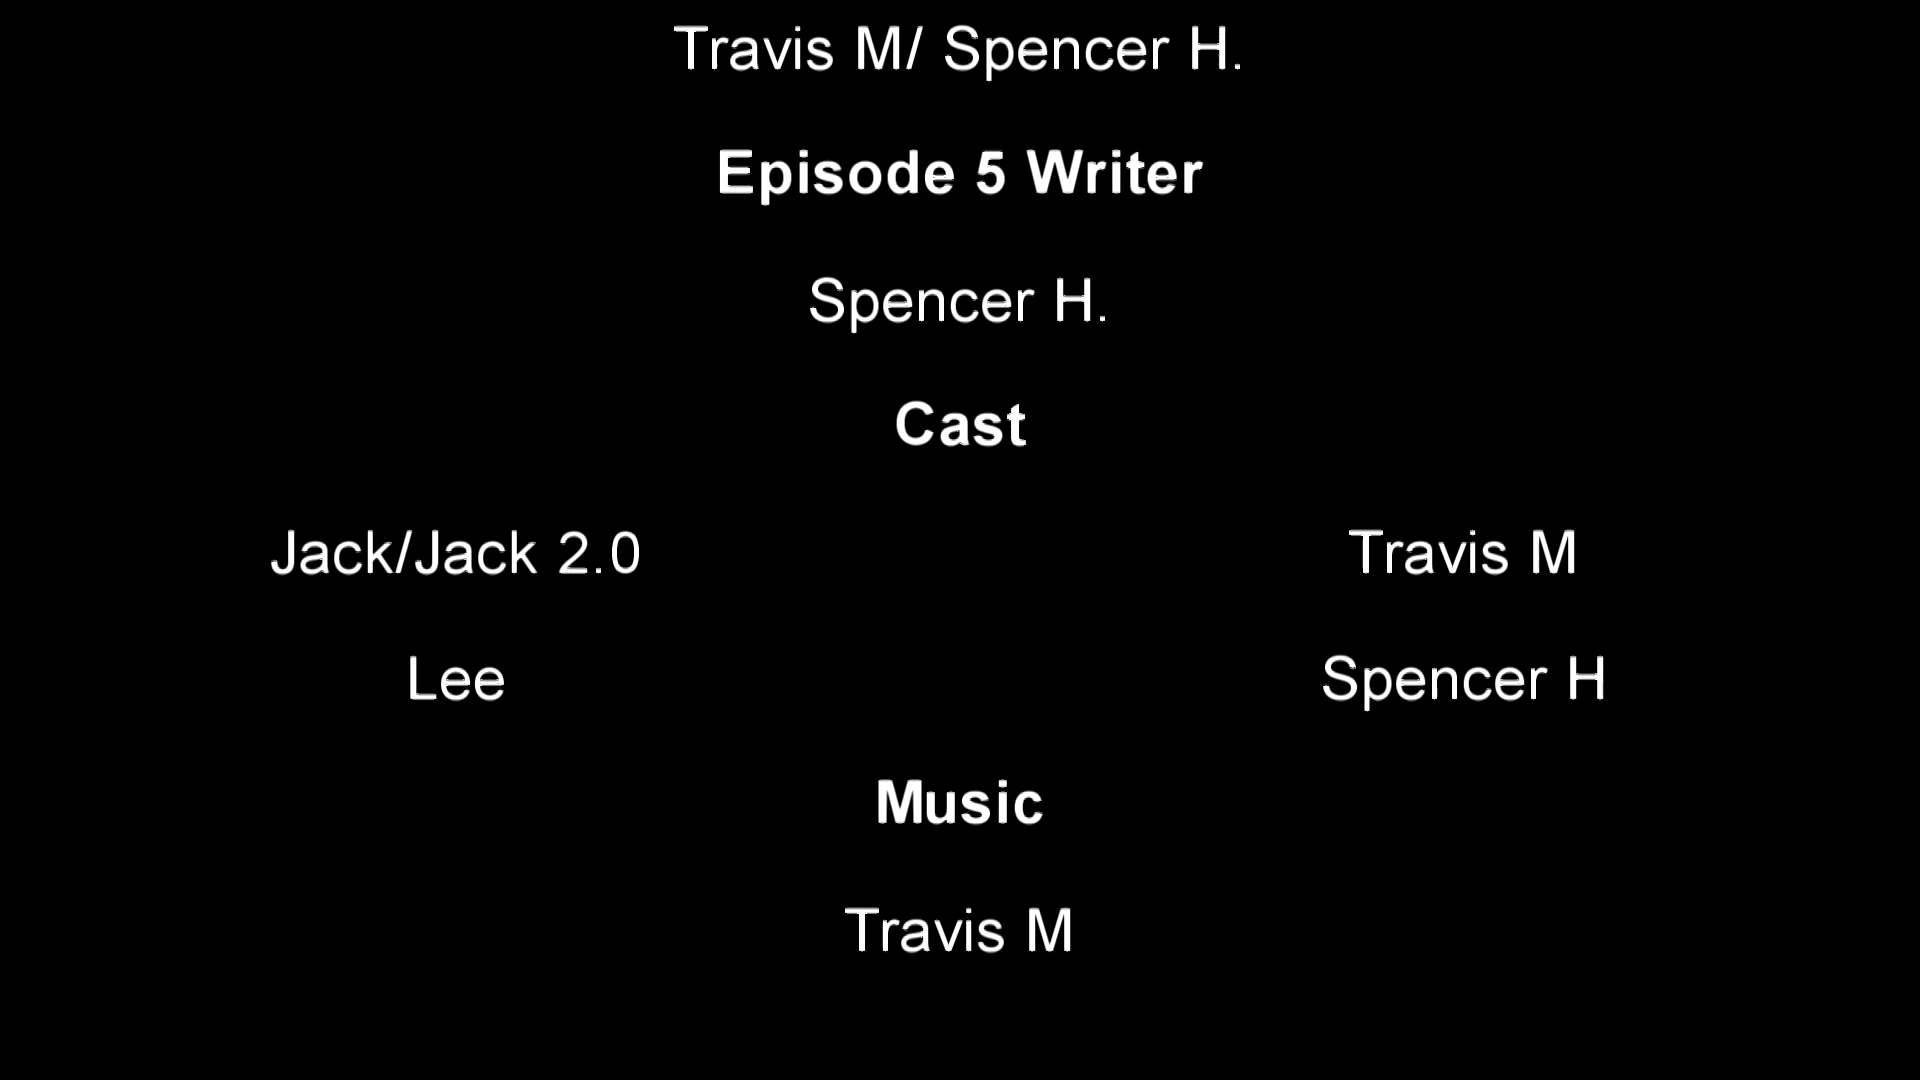 Travis M/ Spencer H.
Episode 5 Writer
Spencer H.
Cast
Jack/Jack 2.0 Travis M
Lee Spencer H
Music
Travis M